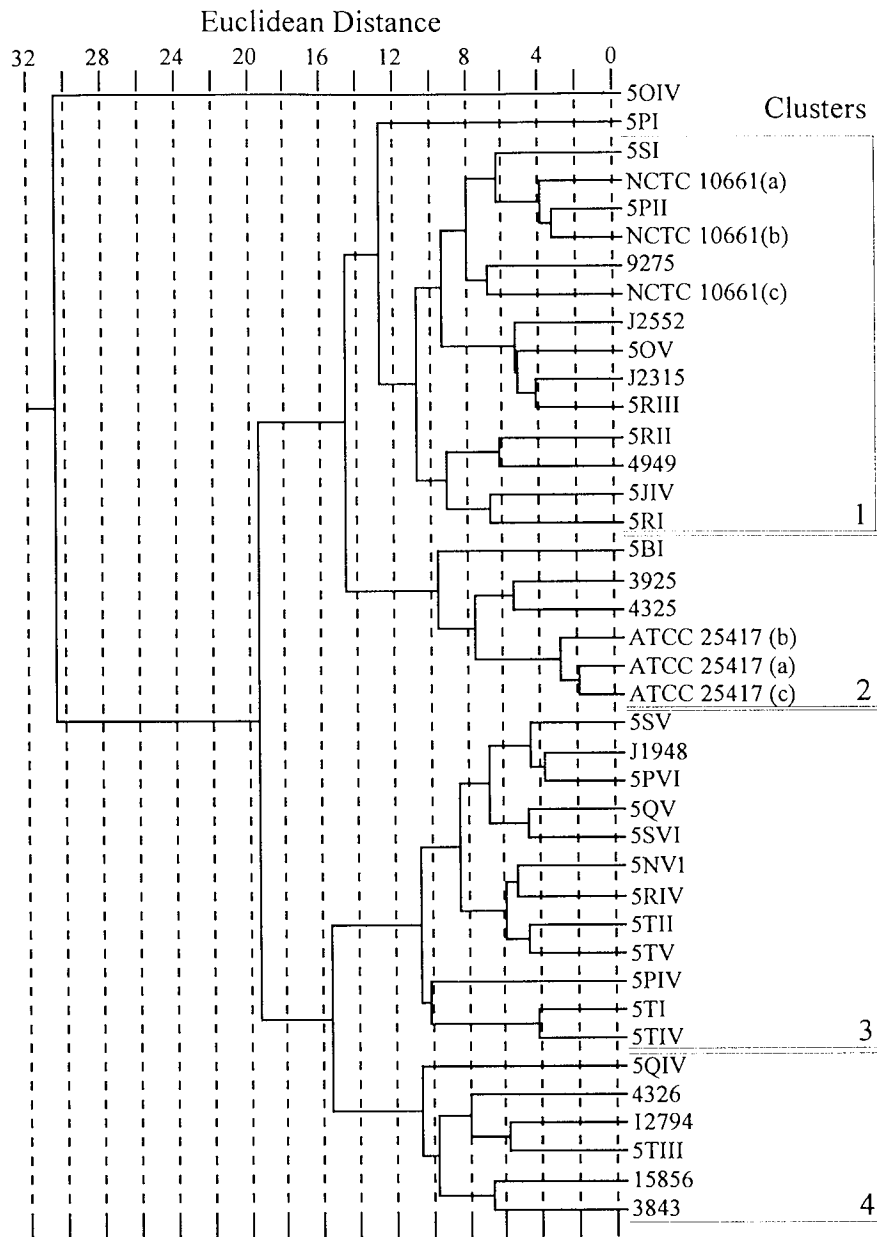 Euclidean Distance
32 28 24 20 16 12 8 4 0
5OIV
Clusters
5PI
5SI
NCTC 10661(a)
5PII
NCTC 10661(b)
9275
NCTC 10661(c)
J2552
5OV
J2315
5RIII
5RII
4949
5JIV
5RI
1
5BI
3925
4325
ATCC 25417 (b)
ATCC 25417 (a)
ATCC 25417 (c)
2
5SV
J1948
5PVI
5QV
5SVI
5NV1
5RIV
5TII
5TV
5PIV
5TI
5TIV
3
5QIV
4326
12794
5TIII
15856
3843
4